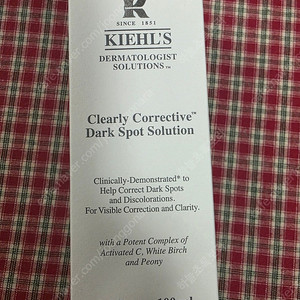 K
SINCE 1851
KIEHL'S
DERMATOLOGIST
SOLUTIONS™
Clearly Corrective™
Dark Spot Solution
Clinically-Demonstrated* to
Help Correct Dark Spots
and Discolorations.
For Visible Correction and Clarity.
with a Potent Complex of
Activated C, White Birch
and Peony